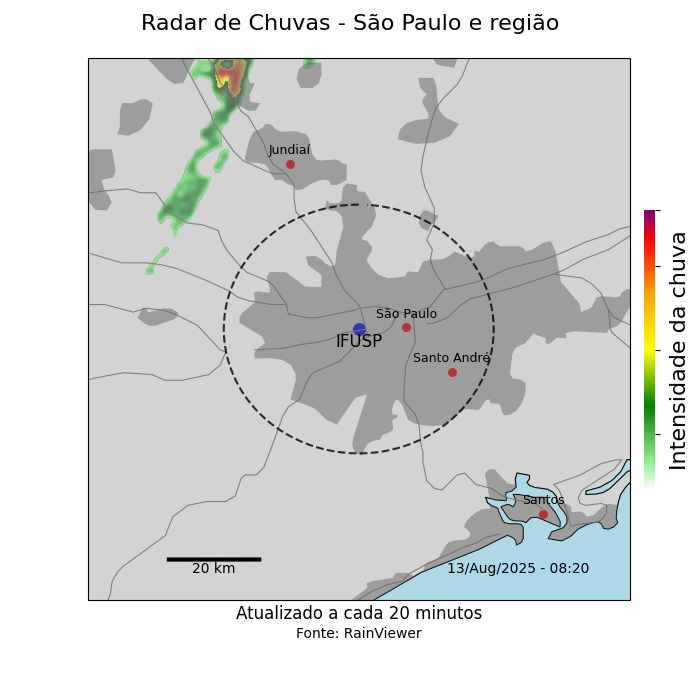 Radar de Chuvas - São Paulo e região
Jundiaí
São Paulo
IFUSP
Santo André
Santos
20 km
13/Aug/2025 - 08:20
Intensidade da chuva
Atualizado a cada 20 minutos
Fonte: RainViewer